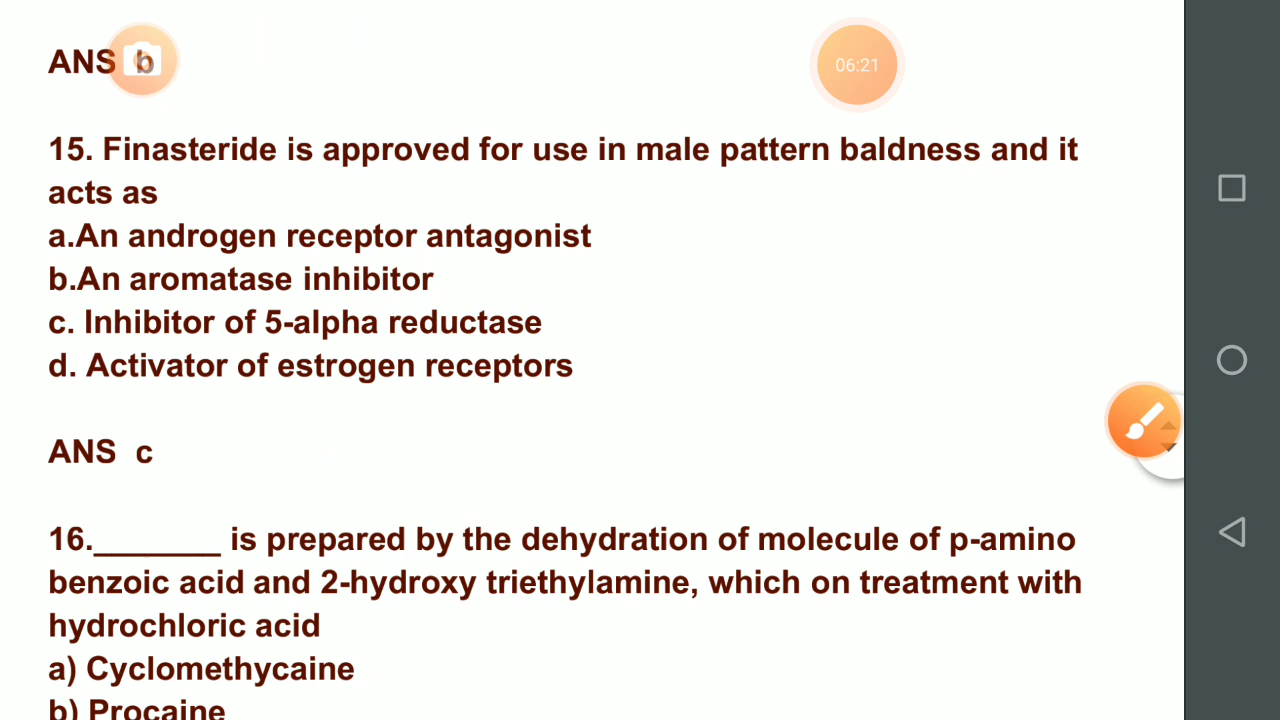 ANS b
06:21
15. Finasteride is approved for use in male pattern baldness and it
acts as
a.An androgen receptor antagonist
b.An aromatase inhibitor
c. Inhibitor of 5-alpha reductase
d. Activator of estrogen receptors
ANS c
16._______ is prepared by the dehydration of molecule of p-amino
benzoic acid and 2-hydroxy triethylamine, which on treatment with
hydrochloric acid
a) Cyclomethycaine
b) Procaine